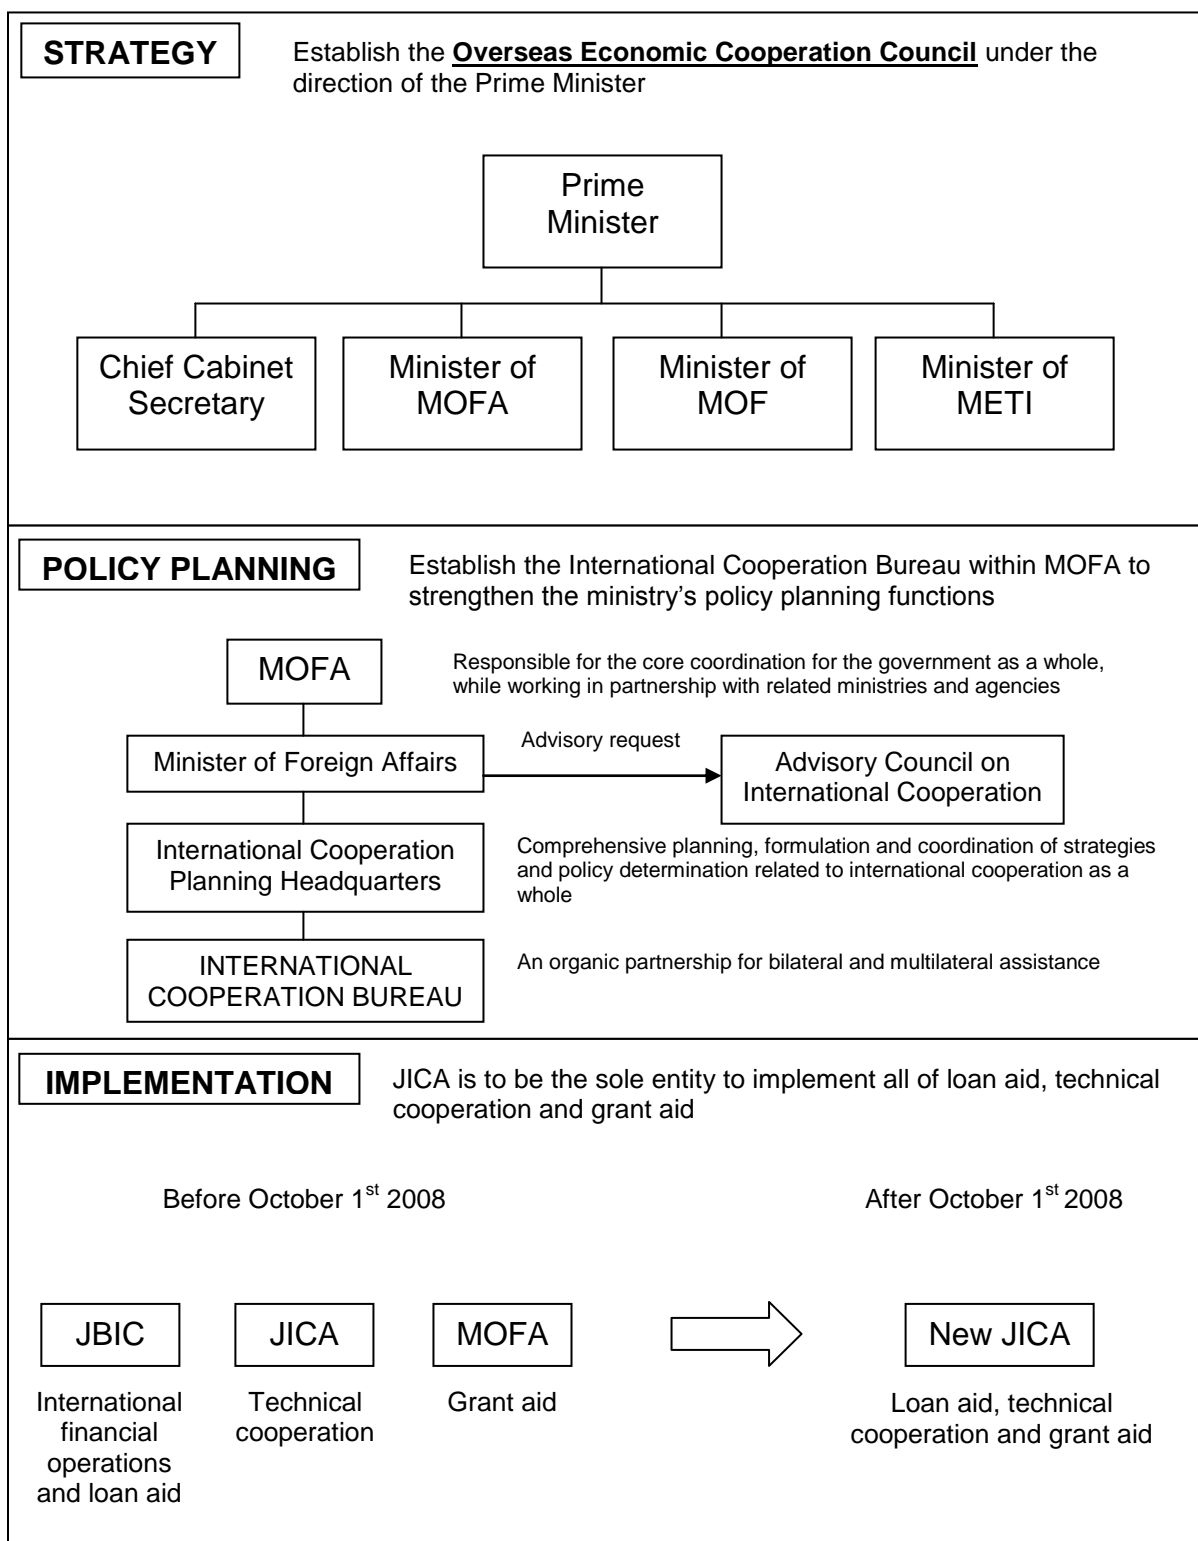 STRATEGY
Establish the Overseas Economic Cooperation Council under the
direction of the Prime Minister
Prime
Minister
Chief Cabinet
Secretary
Minister of
MOFA
Minister of
MOF
Minister of
METI
POLICY PLANNING
Establish the International Cooperation Bureau within MOFA to
strengthen the ministry's policy planning functions
MOFA
Responsible for the core coordination for the government as a whole,
while working in partnership with related ministries and agencies
Minister of Foreign Affairs
Advisory request
Advisory Council on
International Cooperation
International Cooperation
Planning Headquarters
Comprehensive planning, formulation and coordination of strategies
and policy determination related to international cooperation as a
whole
INTERNATIONAL
COOPERATION BUREAU
An organic partnership for bilateral and multilateral assistance
IMPLEMENTATION
JICA is to be the sole entity to implement all of loan aid, technical
cooperation and grant aid
Before October 1st 2008
After October 1st 2008
JBIC
JICA
MOFA
New JICA
International
financial
operations
and loan aid
Technical
cooperation
Grant aid
Loan aid, technical
cooperation and grant aid